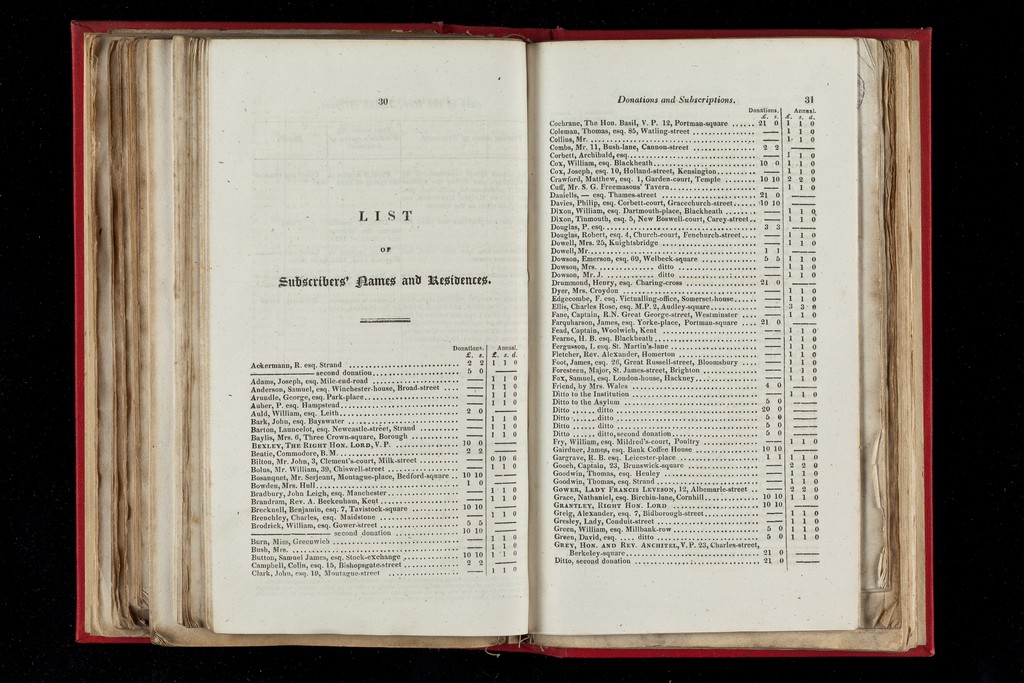 30
LIST
OF
Subscribers' Names and Residences.
Donations. Annual.
£. s. £. s. d.
Ackermann, R. esq. Strand 2 2 1 1 0
second donation 5 0 —
Adams, Joseph, esq. Mile-end-road — 1 1 0
Anderson, Samuel, esq. Winchester-house, Broad-street — 1 1 0
Arundle, George, esq. Park-place — 1 1 0
Auber, P. esq. Hampstead — 1 1 0
Auld, William, esq. Leith 2 0 —
Bark, John, esq. Bayswater — 1 1 0
Barton, Launcelot, esq. Newcastle-street, Strand — 1 1 0
Baylis, Mrs. 6, Three Crown-square, Borough — 1 1 0
BEXLEY, THE RIGHT HON. LORD, V. P. 10 0 —
Beatie, Commodore, B. M. 2 2 —
Bilton, Mr. John, 3, Clement's-court, Milk-street — 0 10 6
Bolus, Mr. William, 39, Chiswell-street — 1 1 0
Bosanquet, Mr. Serjeant, Montague-place, Bedford-square 10 10 —
Bowden, Mrs. Hull 1 0 —
Bradbury, John Leigh, esq. Manchester — 1 1 0
Brandram, Rev. A. Beckenham, Kent — 1 1 0
Brecknell, Benjamin, esq. 7, Tavistock-square 10 10 —
Brenchley, Charles, esq. Maidstone — 1 1 0
Brodrick, William, esq. Gower-street 5 5 —
second donation 10 10 —
Burn, Miss, Greenwich — 1 1 0
Bush, Mrs. — 1 1 0
Button, Samuel James, esq. Stock-exchange 10 10 1 1 0
Campbell, Colin, esq. 15, Bishopsgate-street 2 2 —
Clark, John, esq. 10, Montague-street — 1 1 0
Donations and Subscriptions. 31
Donations. Annual.
£. s. £. s. d.
Cochrane, The Hon. Basil, V. P. 12, Portman-square 21 0 1 1 0
Coleman, Thomas, esq. 85, Watling-street — 1 1 0
Collins, Mr. — 1 1 0
Combs, Mr. 11, Bush-lane, Cannon-street 2 2 —
Corbett, Archibald, esq. — 1 1 0
Cox, William, esq. Blackheath 10 0 1 1 0
Cox, Joseph, esq. 10, Holland-street, Kensington — 1 1 0
Crawford, Matthew, esq. 1, Garden-court, Temple 10 10 2 2 0
Cuff, Mr. S. G. Freemasons' Tavern — 1 1 0
Daniells, — esq. Thames-street 21 0 —
Davies, Philip, esq. Corbett-court, Gracechurch-street 10 10 —
Dixon, William, esq. Dartmouth-place, Blackheath — 1 1 0
Dixon, Tinmouth, esq. 5, New Boswell-court, Carey-street — 1 1 0
Douglas, P. esq. 3 3 —
Douglas, Robert, esq. 4, Church-court, Fenchurch-street — 1 1 0
Dowell, Mrs. 25, Knightsbridge — 1 1 0
Dowell, Mr. 1 1 —
Dowson, Emerson, esq. 69, Welbeck-square 5 5 1 1 0
Dowson, Mrs. ditto — 1 1 0
Dowson, Mr. J. ditto — 1 1 0
Drummond, Henry, esq. Charing-cross 21 0 —
Dyer, Mrs. Croydon — 1 1 0
Edgecombe, F. esq. Victualling-office, Somerset-house — 1 1 0
Ellis, Charles Rose, esq. M.P. 2, Audley-square — 3 3 0
Fane, Captain, R.N. Great George-street, Westminster — 1 1 0
Farquharson, James, esq. Yorke-place, Portman-square 21 0 —
Fead, Captain, Woolwich, Kent — 1 1 0
Fearne, H. B. esq. Blackheath — 1 1 0
Fergusson, I. esq. St. Martin's-lane — 1 1 0
Fletcher, Rev. Alexander, Homerton — 1 1 0
Foot, James, esq. 26, Great Russell-street, Bloomsbury — 1 1 0
Foresteen, Major, St. James-street, Brighton — 1 1 0
Fox, Samuel, esq. London-house, Hackney — 1 1 0
Friend, by Mrs. Wales 4 0 —
Ditto to the Institution — 1 1 0
Ditto to the Asylum 5 0 —
Ditto ditto 20 0 —
Ditto ditto 5 0 —
Ditto ditto 5 0 —
Ditto ditto, second donation 5 0 —
Fry, William, esq. Mildred's-court, Poultry — 1 1 0
Gairdner, James, esq. Bank Coffee House 10 10 —
Gargrave, R. B. esq. Leicester-place 1 1 1 1 0
Gooch, Captain, 23, Brunswick-square — 2 2 0
Goodwin, Thomas, esq. Henley — 1 1 0
Goodwin, Thomas, esq. Strand — 1 1 0
GOWER, LADY FRANCIS LEVESON, 12, Albemarle-street — 2 2 0
Grace, Nathaniel, esq. Birchin-lane, Cornhill 10 10 1 1 0
GRANTLEY, RIGHT HON. LORD 10 10 —
Greig, Alexander, esq. 7, Bidborough-street — 1 1 0
Gresley, Lady, Conduit-street — 1 1 0
Green, William, esq. Millbank-row 5 0 1 1 0
Green, David, esq. ditto 5 0 1 1 0
GREY, HON. AND REV. ANCHITEL, V. P. 23, Charles-street,
Berkeley-square 21 0 —
Ditto, second donation 21 0 —